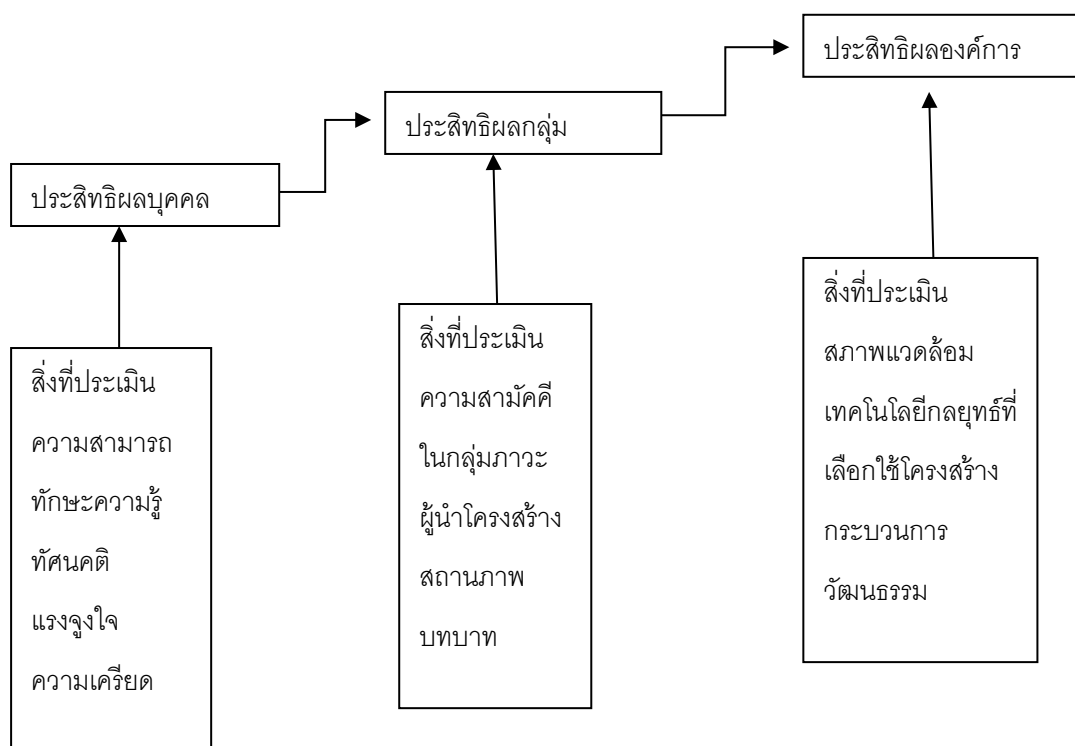 ประสิทธิผลองค์การ
ประสิทธิผลกลุ่ม
ประสิทธิผลบุคคล
สิ่งที่ประเมิน
ความสามารถ
ทักษะความรู้
ทัศนคติ
แรงจูงใจ
ความเครียด
สิ่งที่ประเมิน
ความสามัคคี
ในกลุ่มภาวะ
ผู้นำโครงสร้าง
สถานภาพ
บทบาท
สิ่งที่ประเมิน
สภาพแวดล้อม
เทคโนโลยีกลยุทธ์ที่
เลือกใช้โครงสร้าง
กระบวนการ
วัฒนธรรม